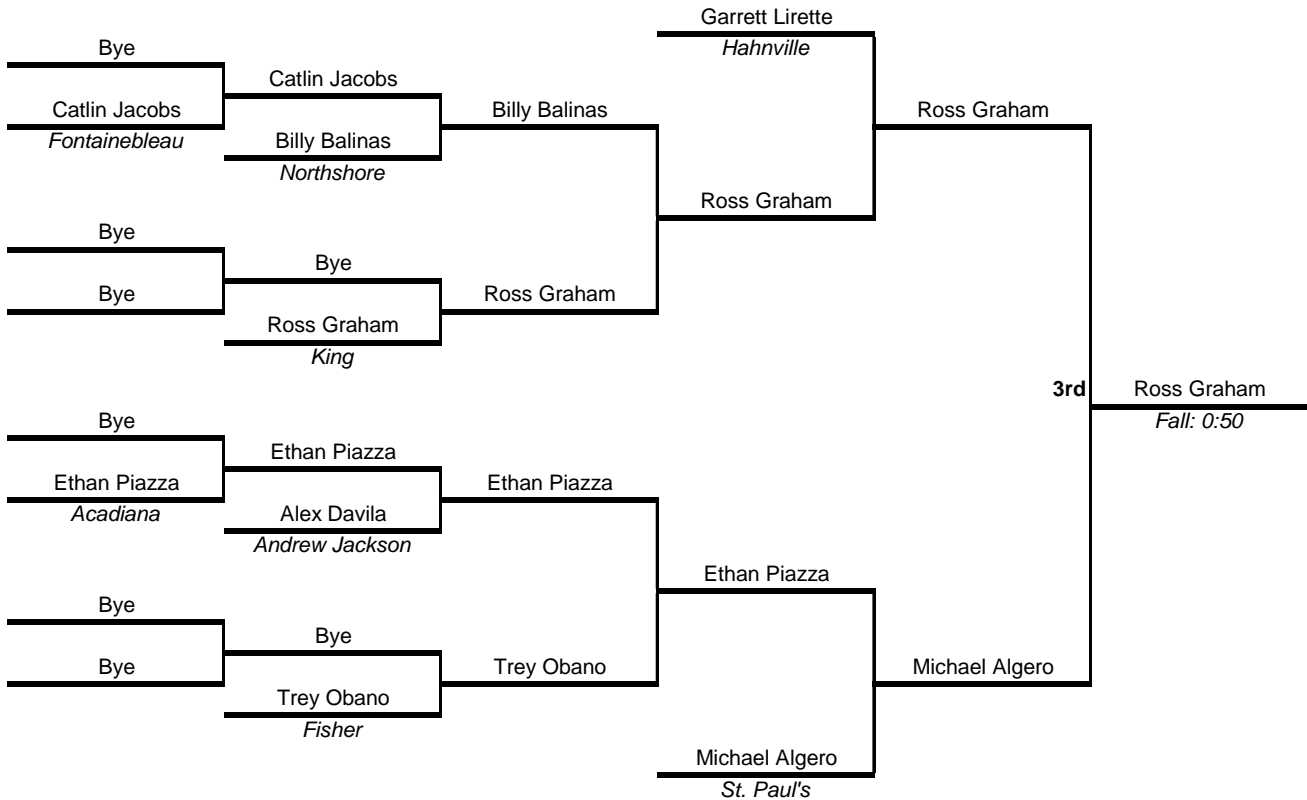 Garrett Lirette
Hahnville
Bye
Catlin Jacobs
Catlin Jacobs
Fontainebleau
Billy Balinas
Ross Graham
Billy Balinas
Northshore
Ross Graham
Bye
Bye
Bye
Ross Graham
Ross Graham
King
3rd
Ross Graham
Fall: 0:50
Bye
Ethan Piazza
Ethan Piazza
Acadiana
Ethan Piazza
Alex Davila
Andrew Jackson
Ethan Piazza
Bye
Bye
Bye
Trey Obano
Michael Algero
Trey Obano
Fisher
Michael Algero
St. Paul's